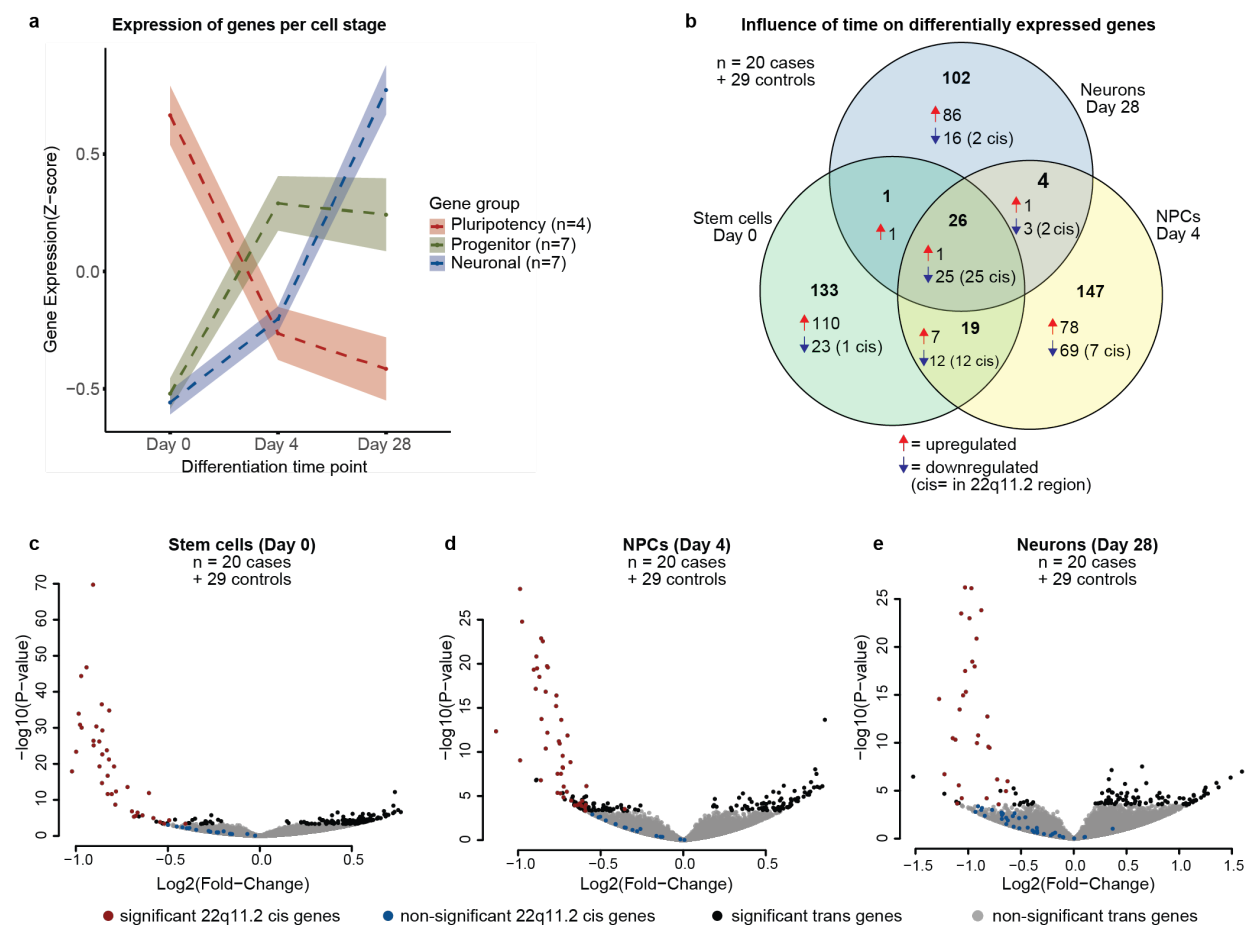 a
Expression of genes per cell stage
Gene Expression(Z−score)
0.5
0.0
−0.5
Day 0
Day 4
Day 28
Differentiation time point
Gene group
Pluripotency (n=4)
Progenitor (n=7)
Neuronal (n=7)
b
Influence of time on differentially expressed genes
n = 20 cases
+ 29 controls
Neurons
Day 28
102
86
16 (2 cis)
Stem cells
Day 0
1
1
26
1
25 (25 cis)
4
1
3 (2 cis)
NPCs
Day 4
133
110
23 (1 cis)
19
7
12 (12 cis)
147
78
69 (7 cis)
= upregulated
= downregulated
(cis= in 22q11.2 region)
c
Stem cells (Day 0)
n = 20 cases
+ 29 controls
−log10(P−value)
70
60
50
40
30
20
10
0
−1.0
−0.5
0.0
0.5
Log2(Fold−Change)
d
NPCs (Day 4)
n = 20 cases
+ 29 controls
−log10(P−value)
25
20
15
10
5
0
−1.0
−0.5
0.0
0.5
Log2(Fold−Change)
e
Neurons (Day 28)
n = 20 cases
+ 29 controls
−log10(P−value)
25
20
15
10
5
0
−1.5
−1.0
−0.5
0.0
0.5
1.0
1.5
Log2(Fold−Change)
significant 22q11.2 cis genes
non-significant 22q11.2 cis genes
significant trans genes
non-significant trans genes